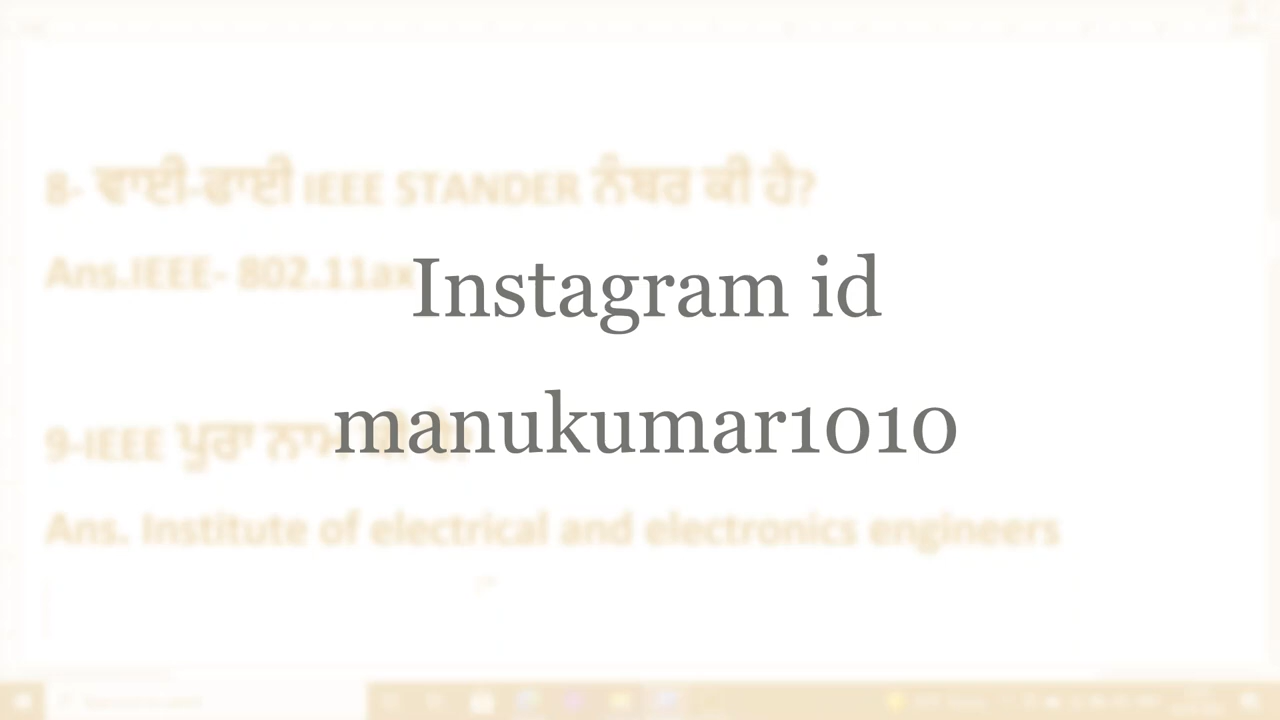 8- ਵਾਈ-ਫਾਈ IEEE STANDER ਨੰਬਰ ਕੀ ਹੈ?
Ans.IEEE- 802.11ax
Instagram id
manukumar1010
9-IEEE ਪੂਰਾ ਨਾਮ
Ans. Institute of electrical and electronics engineers